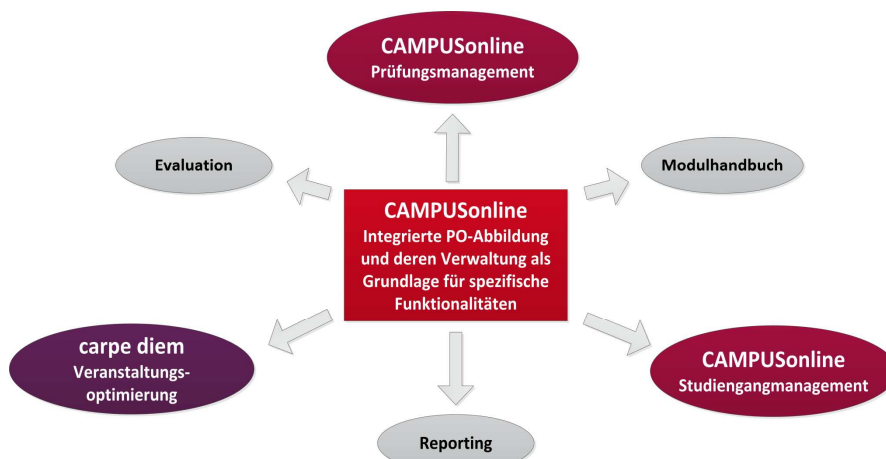 CAMPUSonline
Prüfungsmanagement
Evaluation
Modulhandbuch
CAMPUSonline
Integrierte PO-Abbildung
und deren Verwaltung als
Grundlage für spezifische
Funktionalitäten
carpe diem
Veranstaltungs-
optimierung
CAMPUSonline
Studiengangmanagement
Reporting